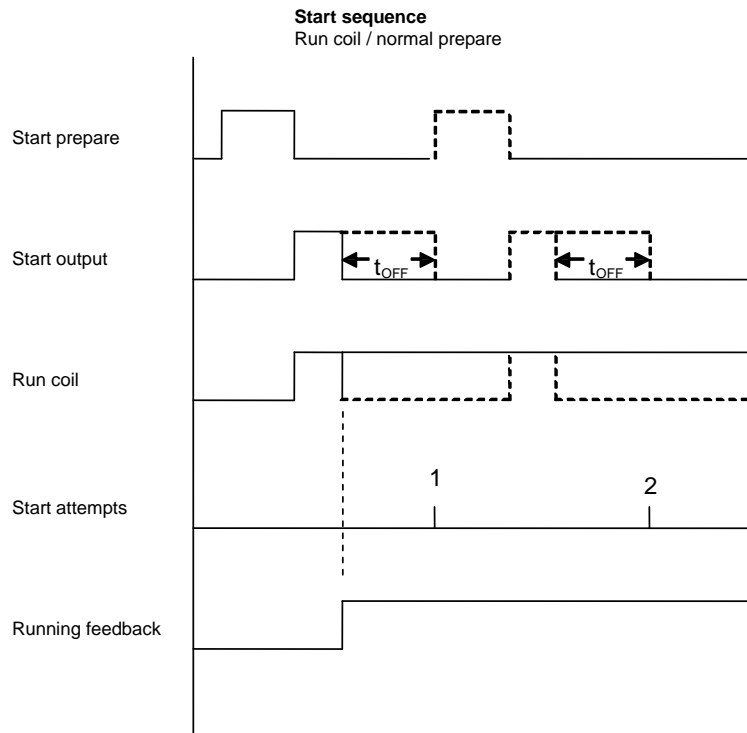 Start sequence
Run coil / normal prepare
Start prepare
Start output
tOFF
tOFF
Run coil
Start attempts
1
2
Running feedback